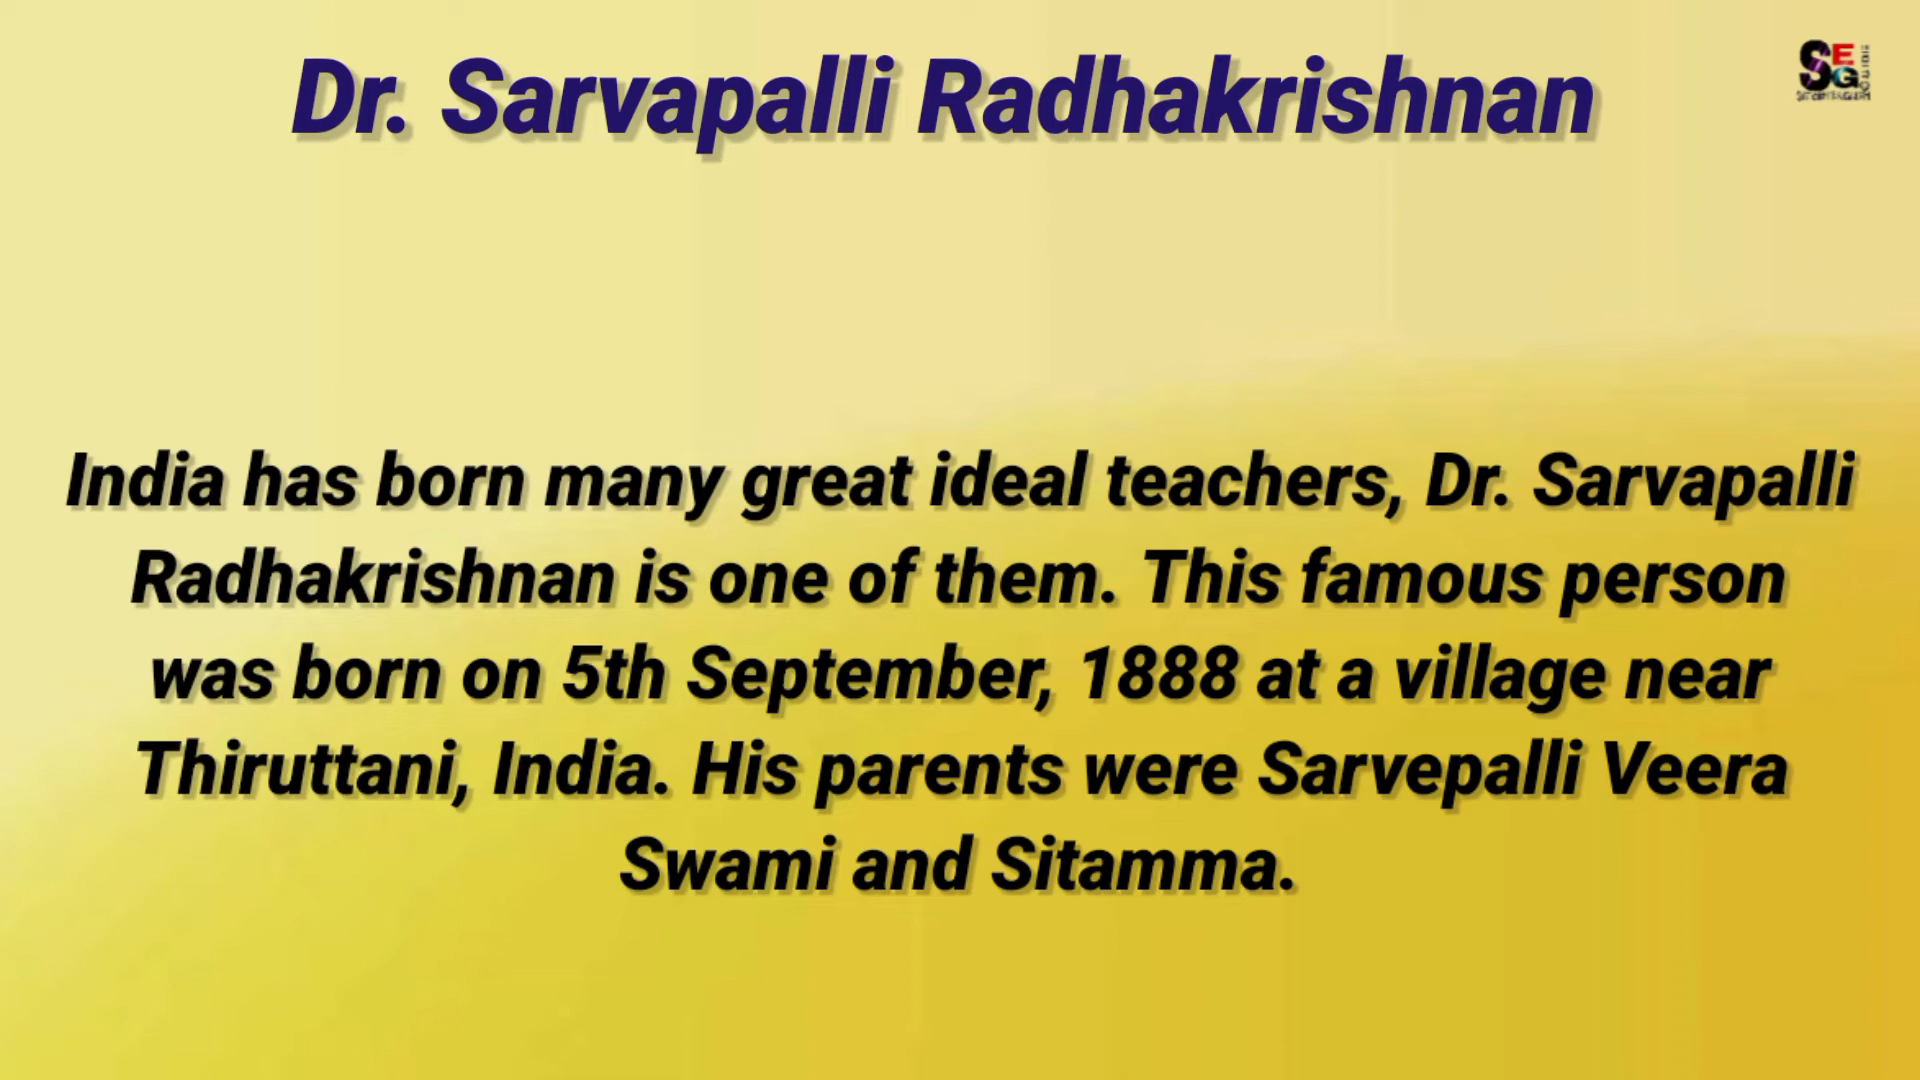 Dr. Sarvapalli Radhakrishnan
SEG
India has born many great ideal teachers, Dr. Sarvapalli
Radhakrishnan is one of them. This famous person
was born on 5th September, 1888 at a village near
Thiruttani, India. His parents were Sarvepalli Veera
Swami and Sitamma.